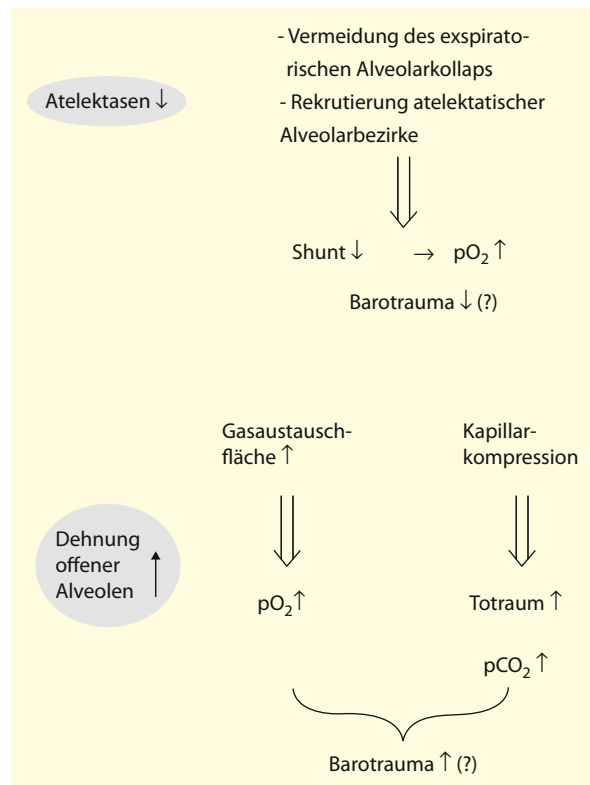 - Vermeidung des exspirato-
rischen Alveolarkollaps
- Rekrutierung atelektatischer
Alveolarbezirke
Atelektasen ↓
Shunt ↓ → pO₂ ↑
Barotrauma ↓ (?)
Gasaustausch-
fläche ↑
Kapillar-
kompression
Dehnung
offener
Alveolen ↑
pO₂↑
Totraum ↑
pCO₂ ↑
Barotrauma ↑ (?)